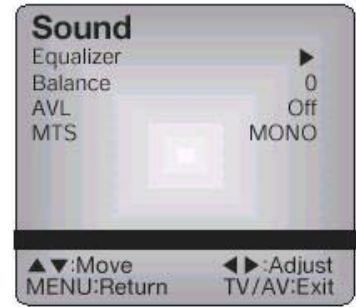 Sound
Equalizer ▶
Balance 0
AVL Off
MTS MONO
▲▼:Move ◀▶:Adjust
MENU:Return TV/AV:Exit